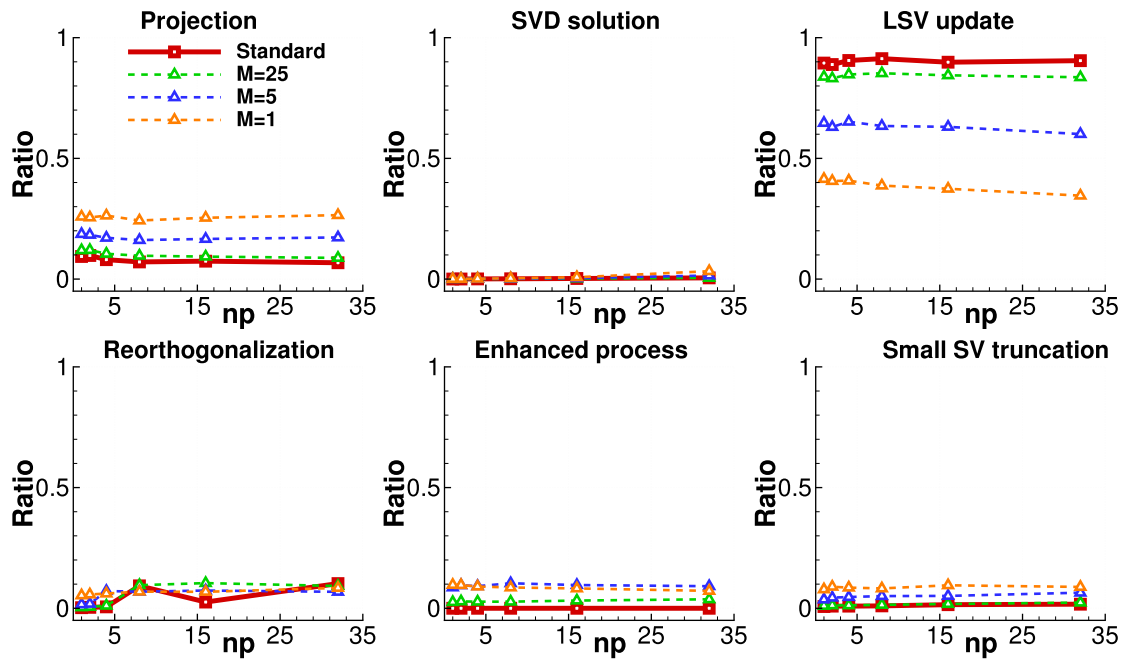 Projection
SVD solution
LSV update
1
1
1
Standard
M=25
M=5
M=1
Ratio
0.5
Ratio
0.5
Ratio
0.5
0
0
0
5 15 25 35
5 15 25 35
5 15 25 35
np
np
np
Reorthogonalization
Enhanced process
Small SV truncation
1
1
1
Ratio
0.5
Ratio
0.5
Ratio
0.5
0
0
0
5 15 25 35
5 15 25 35
5 15 25 35
np
np
np